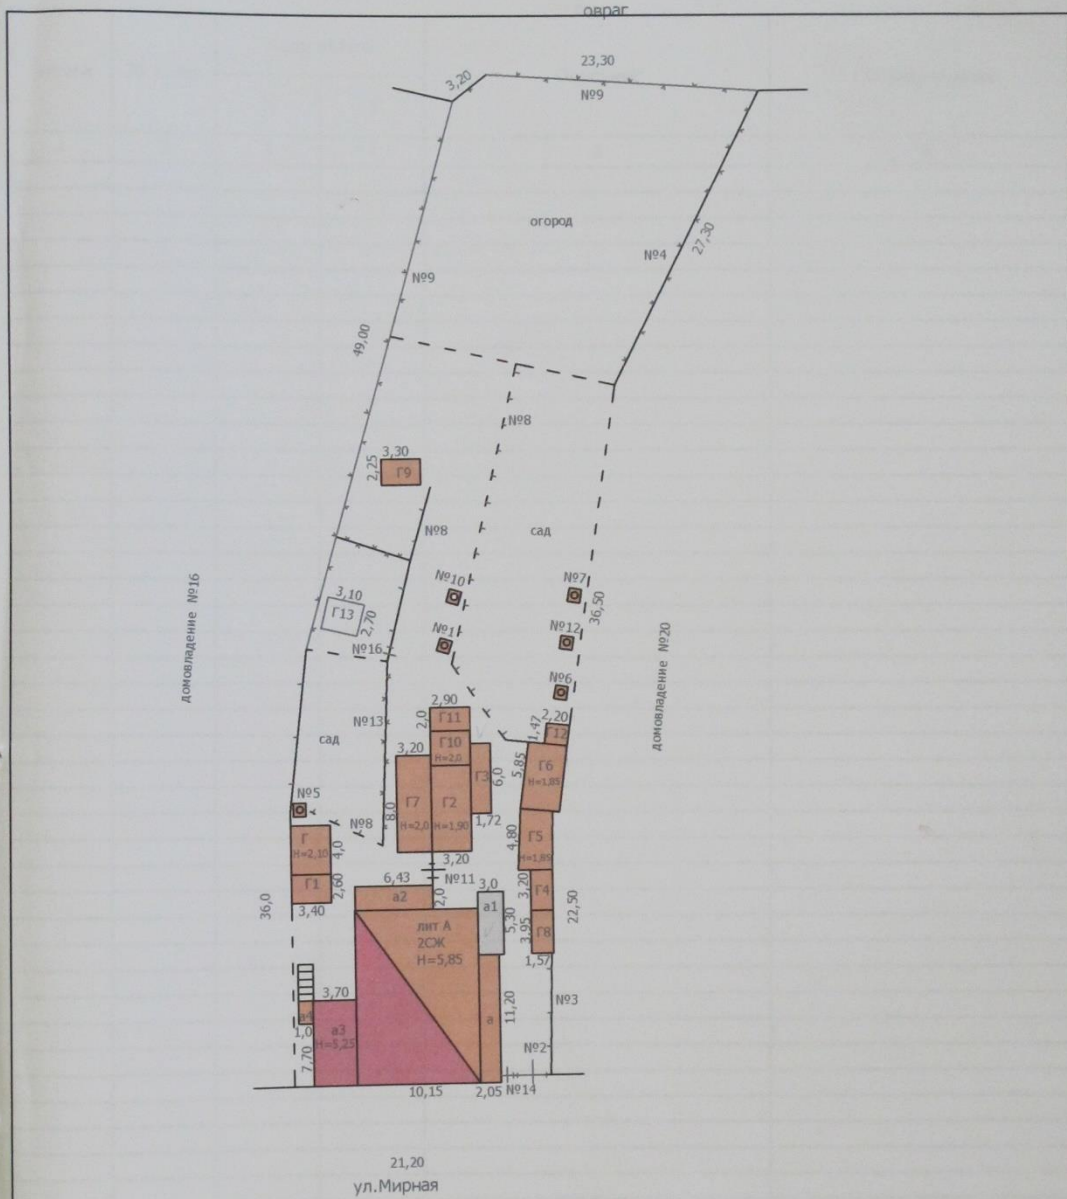 овраг
23,30
3,20
№9
огород
№4
27,30
№9
49,00
№8
3,30
2,25
Г9
№8
сад
№10
№7
домовладение №16
3,10
Г13
2,70
36,50
№1
№12
№16
домовладение №20
№6
2,90
Г11
2,0
2,20
1,47
Г12
№13
сад
Г10
Н=2,0
3,20
Г3
6,0
5,85
Г6
Н=1,85
№5
Г7
Н=2,0
8,0
Г2
Н=1,90
1,72
№8
Г
Н=2,10
4,0
4,80
Г5
Н=1,85
3,20
№11
Г1
2,60
3,40
6,43
а2
2,0
3,0
а1
5,30
3,20
Г4
36,0
22,50
лит А
2СЖ
Н=5,85
3,95
Г8
1,57
3,70
а4
1,0
а3
Н=5,25
7,70
а
11,20
№3
№2
10,15
2,05
№14
21,20
ул.Мирная